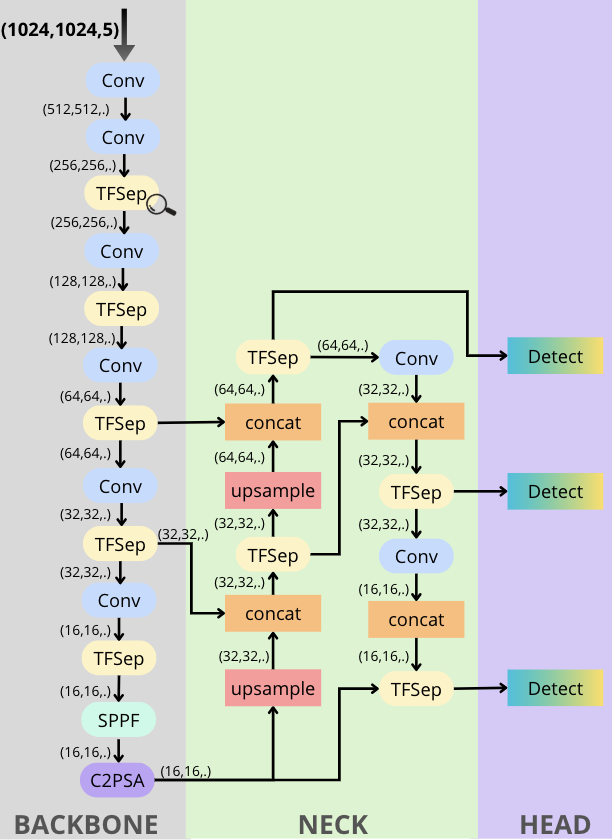 (1024,1024,5)
Conv
(512,512,.)
Conv
(256,256,.)
TFSep
(256,256,.)
Conv
(128,128,.)
TFSep
(128,128,.)
Conv
(64,64,.)
TFSep
(64,64,.)
Conv
(32,32,.)
TFSep
(32,32,.)
(32,32,.)
Conv
(16,16,.)
TFSep
(16,16,.)
SPPF
(16,16,.)
C2PSA
(16,16,.)
BACKBONE
TFSep
(64,64,.)
(64,64,.)
concat
(64,64,.)
upsample
(32,32,.)
TFSep
(32,32,.)
concat
(32,32,.)
upsample
Conv
(32,32,.)
concat
(32,32,.)
TFSep
(32,32,.)
Conv
(16,16,.)
concat
(16,16,.)
TFSep
NECK
Detect
Detect
Detect
HEAD